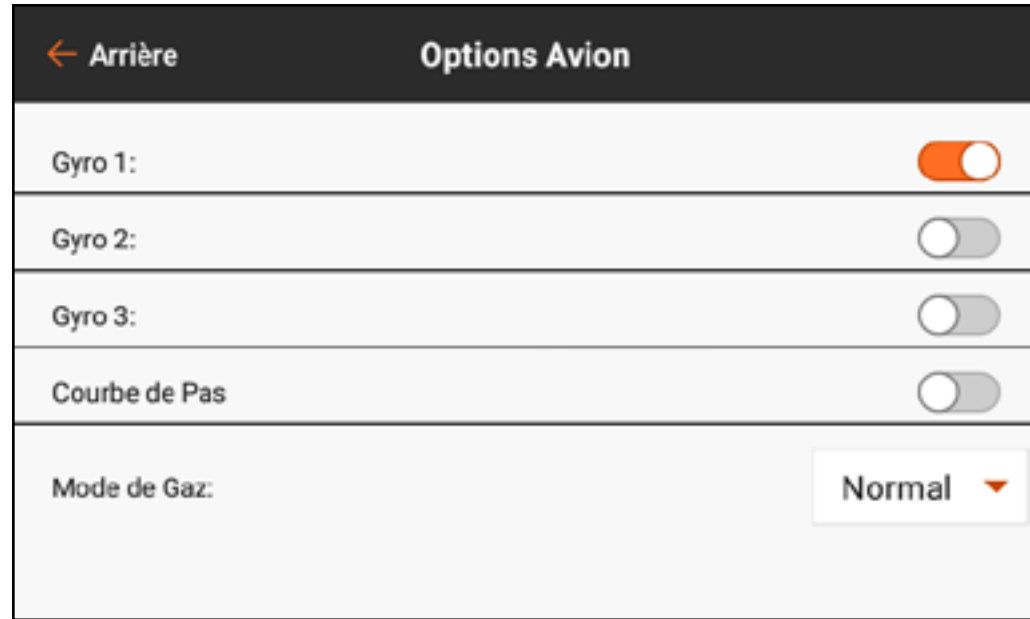 Arrière
Options Avion
Gyro 1:
Gyro 2:
Gyro 3:
Courbe de Pas
Mode de Gaz:
Normal